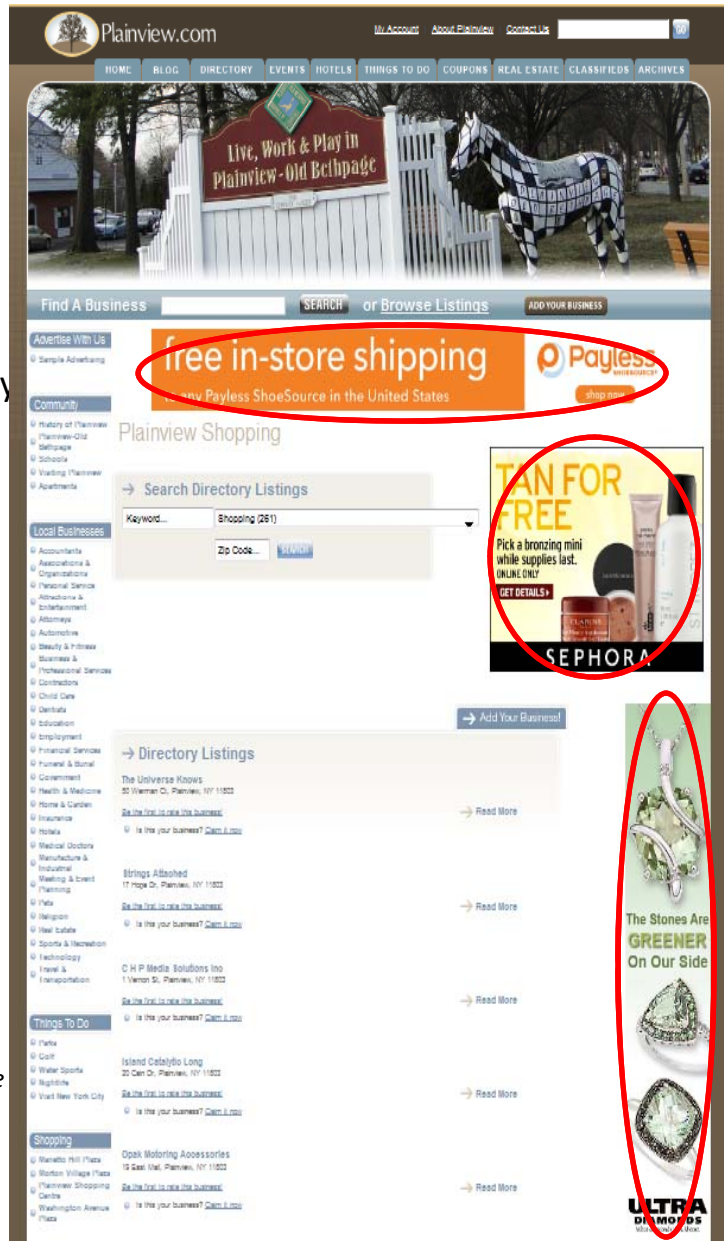 Plainview.com
My Account About Plainview Contact Us
GO
HOME BLOG DIRECTORY EVENTS HOTELS THINGS TO DO COUPONS REAL ESTATE CLASSIFIEDS ARCHIVES
Live, Work & Play in
Plainview-Old Bethpage
Find A Business SEARCH or Browse Listings ADD YOUR BUSINESS
Advertise With Us
Sample Advertising
free in-store shipping
to any Payless ShoeSource in the United States
Payless
SHOESOURCE
shop now
y
Community
History of Plainview
Plainview-Old
Bethpage
Schools
Visiting Plainview
Apartments
Plainview Shopping
→ Search Directory Listings
Keyword... Shopping (261)
Zip Code... SEARCH
TAN FOR
FREE
Pick a bronzing mini
while supplies last.
ONLINE ONLY
GET DETAILS
CLARINS
SEPHORA
Local Businesses
Accountants
Associations &
Organizations
Personal Service
Attractions &
Entertainment
Attorneys
Automotive
Beauty & Fitness
Business &
Professional Services
Contractors
Child Care
Dentists
Education
Employment
Financial Services
Funeral & Burial
Government
Health & Medicine
Home & Garden
Insurance
Hotels
Medical Doctors
Manufacture &
Industrial
Meeting & Event
Planning
Pets
Religion
Real Estate
Sports & Recreation
Technology
Travel &
Transportation
Things To Do
Parks
Golf
Water Sports
Nightlife
Visit New York City
e
Shopping
Manetto Hill Plaza
Morton Village Plaza
Plainview Shopping
Centre
Washington Avenue
Plaza
→ Add Your Business!
→ Directory Listings
The Universe Knows
50 Werman Ct, Plainview, NY 11803
Be the first to rate this business!
→ Read More
Is this your business? Claim it now
Strings Attached
17 Hope Dr, Plainview, NY 11803
Be the first to rate this business!
→ Read More
Is this your business? Claim it now
C H P Media Solutions Inc
1 Vernon St, Plainview, NY 11803
Be the first to rate this business!
→ Read More
Is this your business? Claim it now
Island Catalytic Long
20 Cain Dr, Plainview, NY 11803
Be the first to rate this business!
→ Read More
Is this your business? Claim it now
Opak Motoring Accessories
19 East Mall, Plainview, NY 11803
Be the first to rate this business!
→ Read More
Is this your business? Claim it now
The Stones Are
GREENER
On Our Side
ULTRA
DIAMONDS